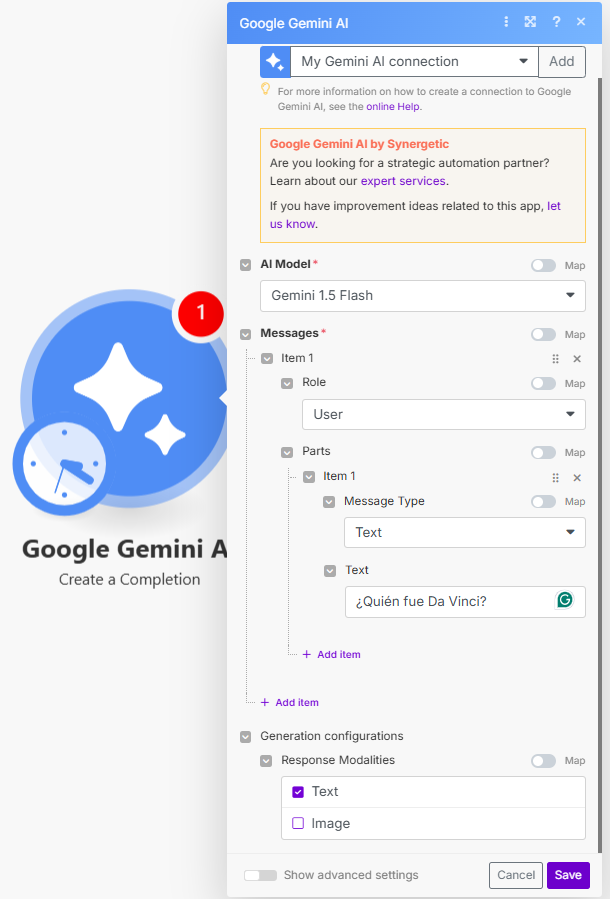 Google Gemini AI
My Gemini AI connection
Add
For more information on how to create a connection to Google
Gemini AI, see the online Help.
Google Gemini AI by Synergetic
Are you looking for a strategic automation partner?
Learn about our expert services.
If you have improvement ideas related to this app, let
us know.
AI Model*
Map
Gemini 1.5 Flash
Messages*
Map
Item 1
Role
Map
User
Parts
Map
Item 1
Message Type
Map
Text
Text
¿Quién fue Da Vinci?
+ Add item
+ Add item
Generation configurations
Response Modalities
Map
Text
Image
Show advanced settings
Cancel
Save
1
Google Gemini A
Create a Completion